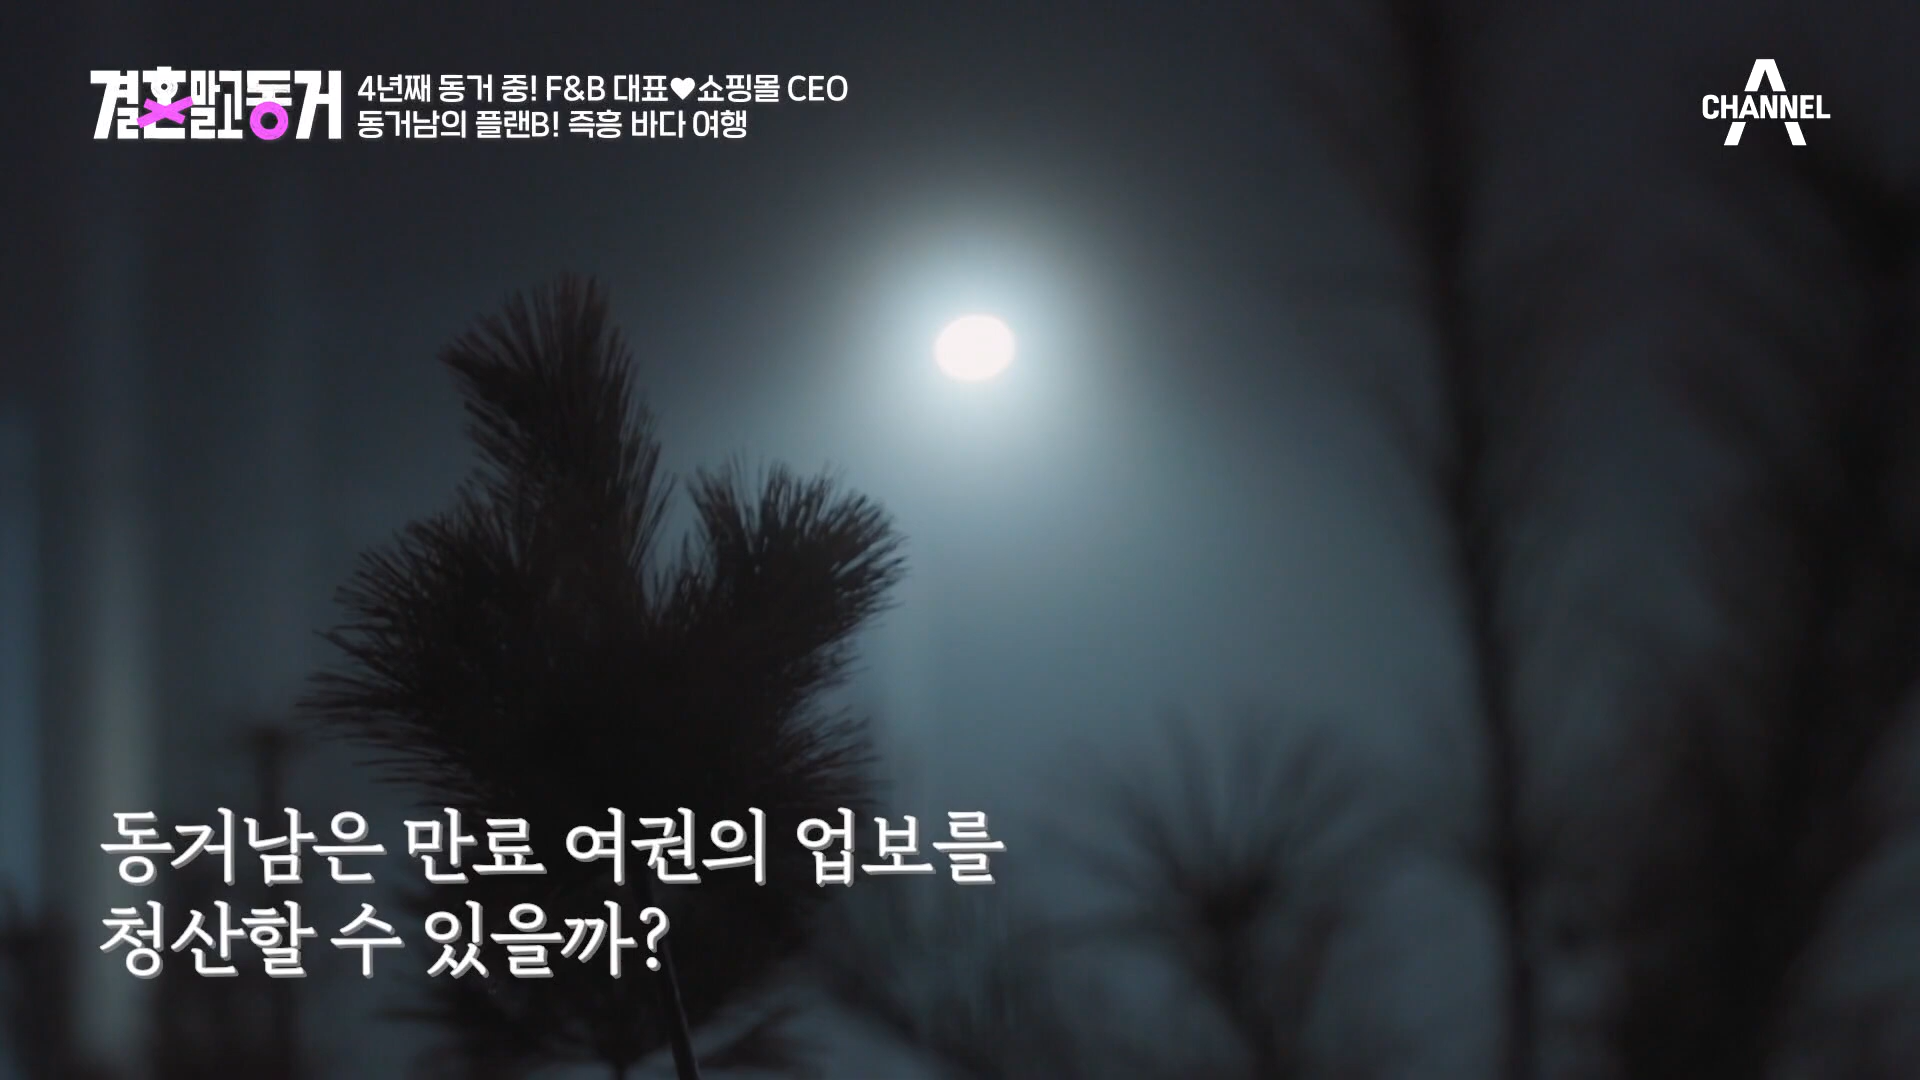 결혼말고동거
4년째 동거 중! F&B 대표♥쇼핑몰 CEO
동거남의 플랜B! 즉흥 바다 여행
CHANNEL A
동거남은 만료 여권의 업보를
청산할 수 있을까?